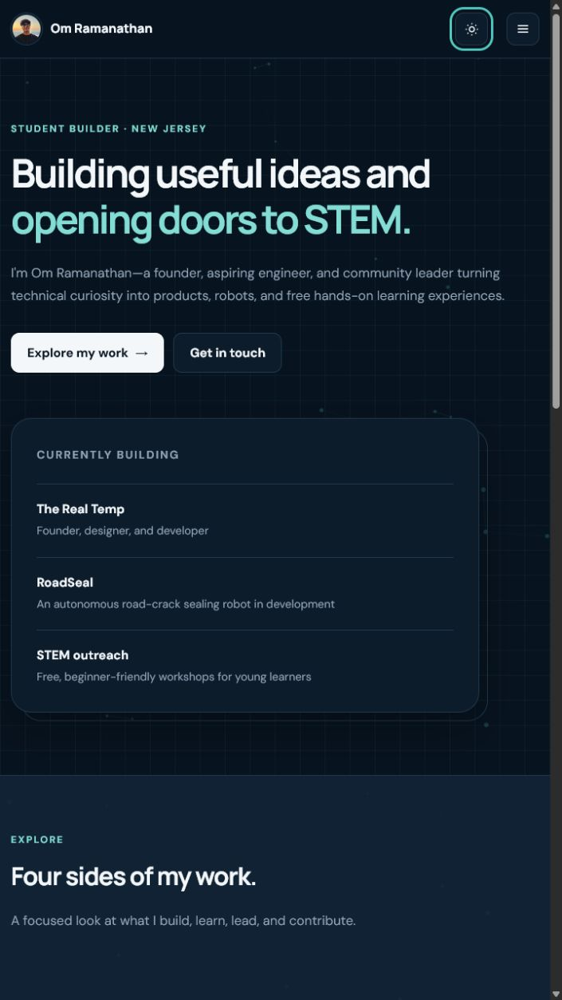 Om Ramanathan
STUDENT BUILDER · NEW JERSEY
Building useful ideas and
opening doors to STEM.
I'm Om Ramanathan—a founder, aspiring engineer, and community leader turning
technical curiosity into products, robots, and free hands-on learning experiences.
Explore my work →
Get in touch
CURRENTLY BUILDING
The Real Temp
Founder, designer, and developer
RoadSeal
An autonomous road-crack sealing robot in development
STEM outreach
Free, beginner-friendly workshops for young learners
EXPLORE
Four sides of my work.
A focused look at what I build, learn, lead, and contribute.